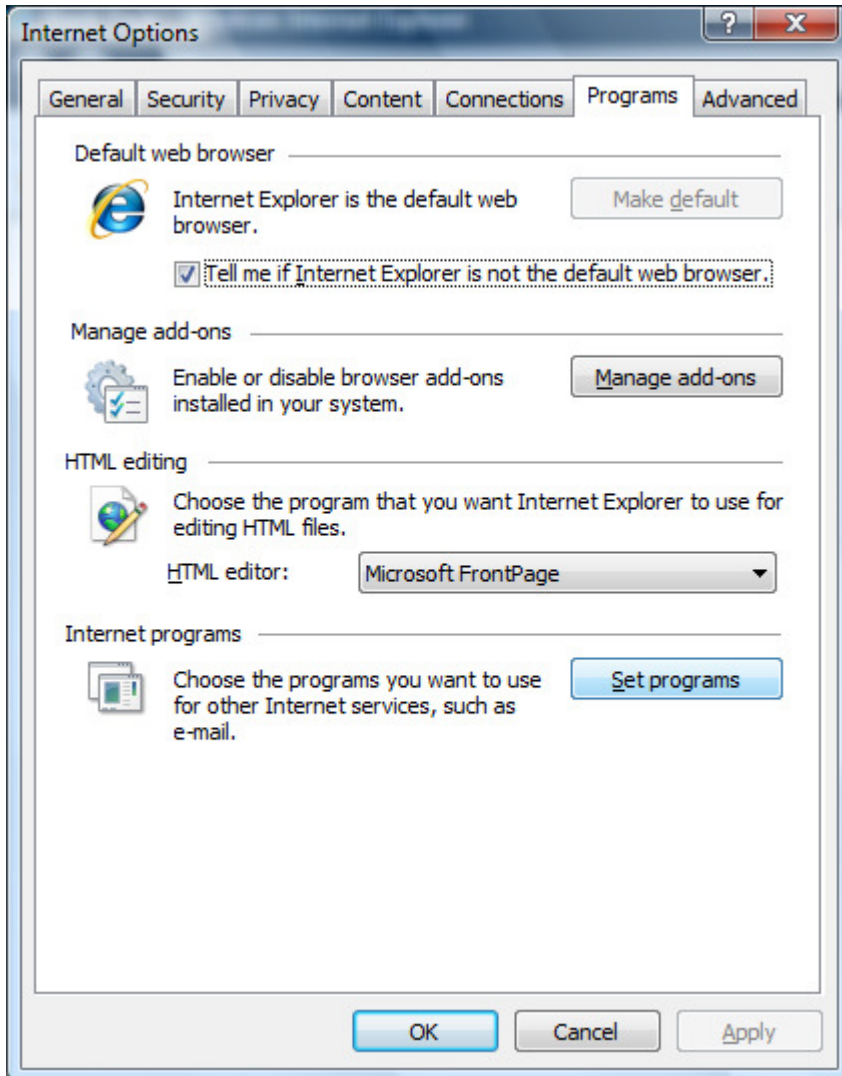 Internet Options
General Security Privacy Content Connections Programs Advanced
Default web browser
Internet Explorer is the default web
browser.
Make default
Tell me if Internet Explorer is not the default web browser.
Manage add-ons
Enable or disable browser add-ons
installed in your system.
Manage add-ons
HTML editing
Choose the program that you want Internet Explorer to use for
editing HTML files.
HTML editor: Microsoft FrontPage
Internet programs
Choose the programs you want to use
for other Internet services, such as
e-mail.
Set programs
OK Cancel Apply